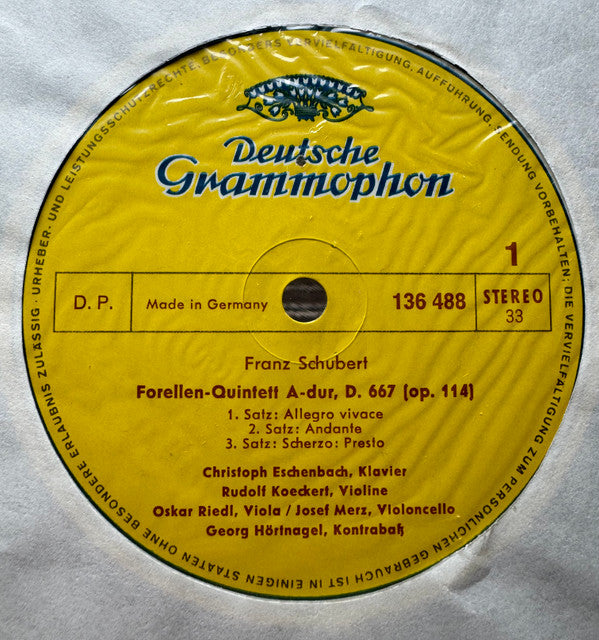 Deutsche
Grammophon
1
D. P.
Made in Germany
136 488
STEREO
33
Franz Schubert
Forellen-Quintett A-dur, D. 667 (op. 114)
1. Satz: Allegro vivace
2. Satz: Andante
3. Satz: Scherzo: Presto
Christoph Eschenbach, Klavier
Rudolf Koeckert, Violine
Oskar Riedl, Viola / Josef Merz, Violoncello
Georg Hörtnagel, Kontrabaß
URHEBER- UND LEISTUNGSSCHUTZRECHTE, BESONDERS VERVIELFÄLTIGUNG, AUFFÜHRUNG, SENDUNG VORBEHALTEN; DIE VERVIELFÄLTIGUNG ZUM PERSÖNLICHEN GEBRAUCH IST IN EINIGEN STAATEN OHNE BESONDERE ERLAUBNIS ZULÄSSIG ·